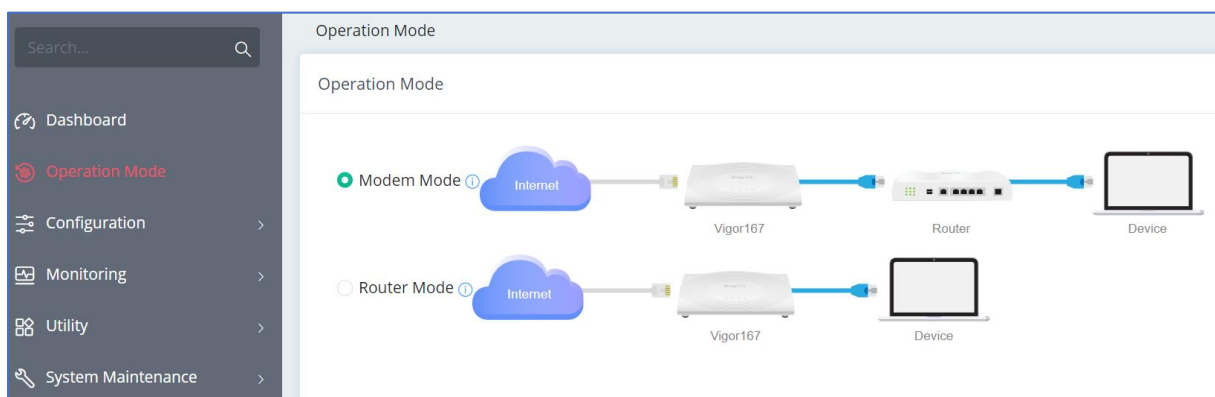 Search...
Dashboard
Operation Mode
Configuration
Monitoring
Utility
System Maintenance
Operation Mode
Operation Mode
Modem Mode
Internet
Vigor167
Router
Device
Router Mode
Internet
Vigor167
Device